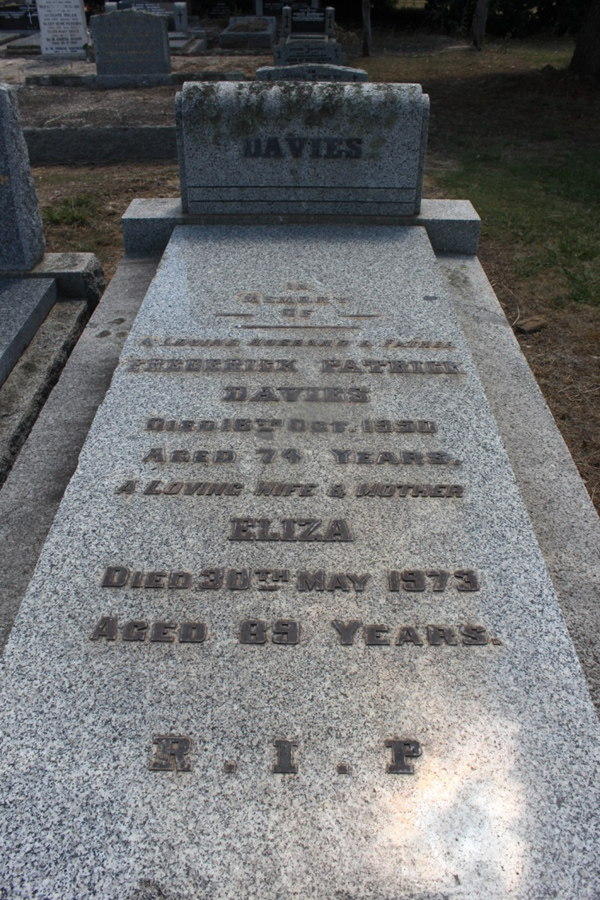 DAVIES
IN
MEMORY
OF
A LOVING HUSBAND & FATHER
FREDERICK PATRICK
DAVIES
DIED 18TH OCT. 1950
AGED 74 YEARS.
A LOVING WIFE & MOTHER
ELIZA
DIED 30TH MAY 1973
AGED 89 YEARS.
R.I.P